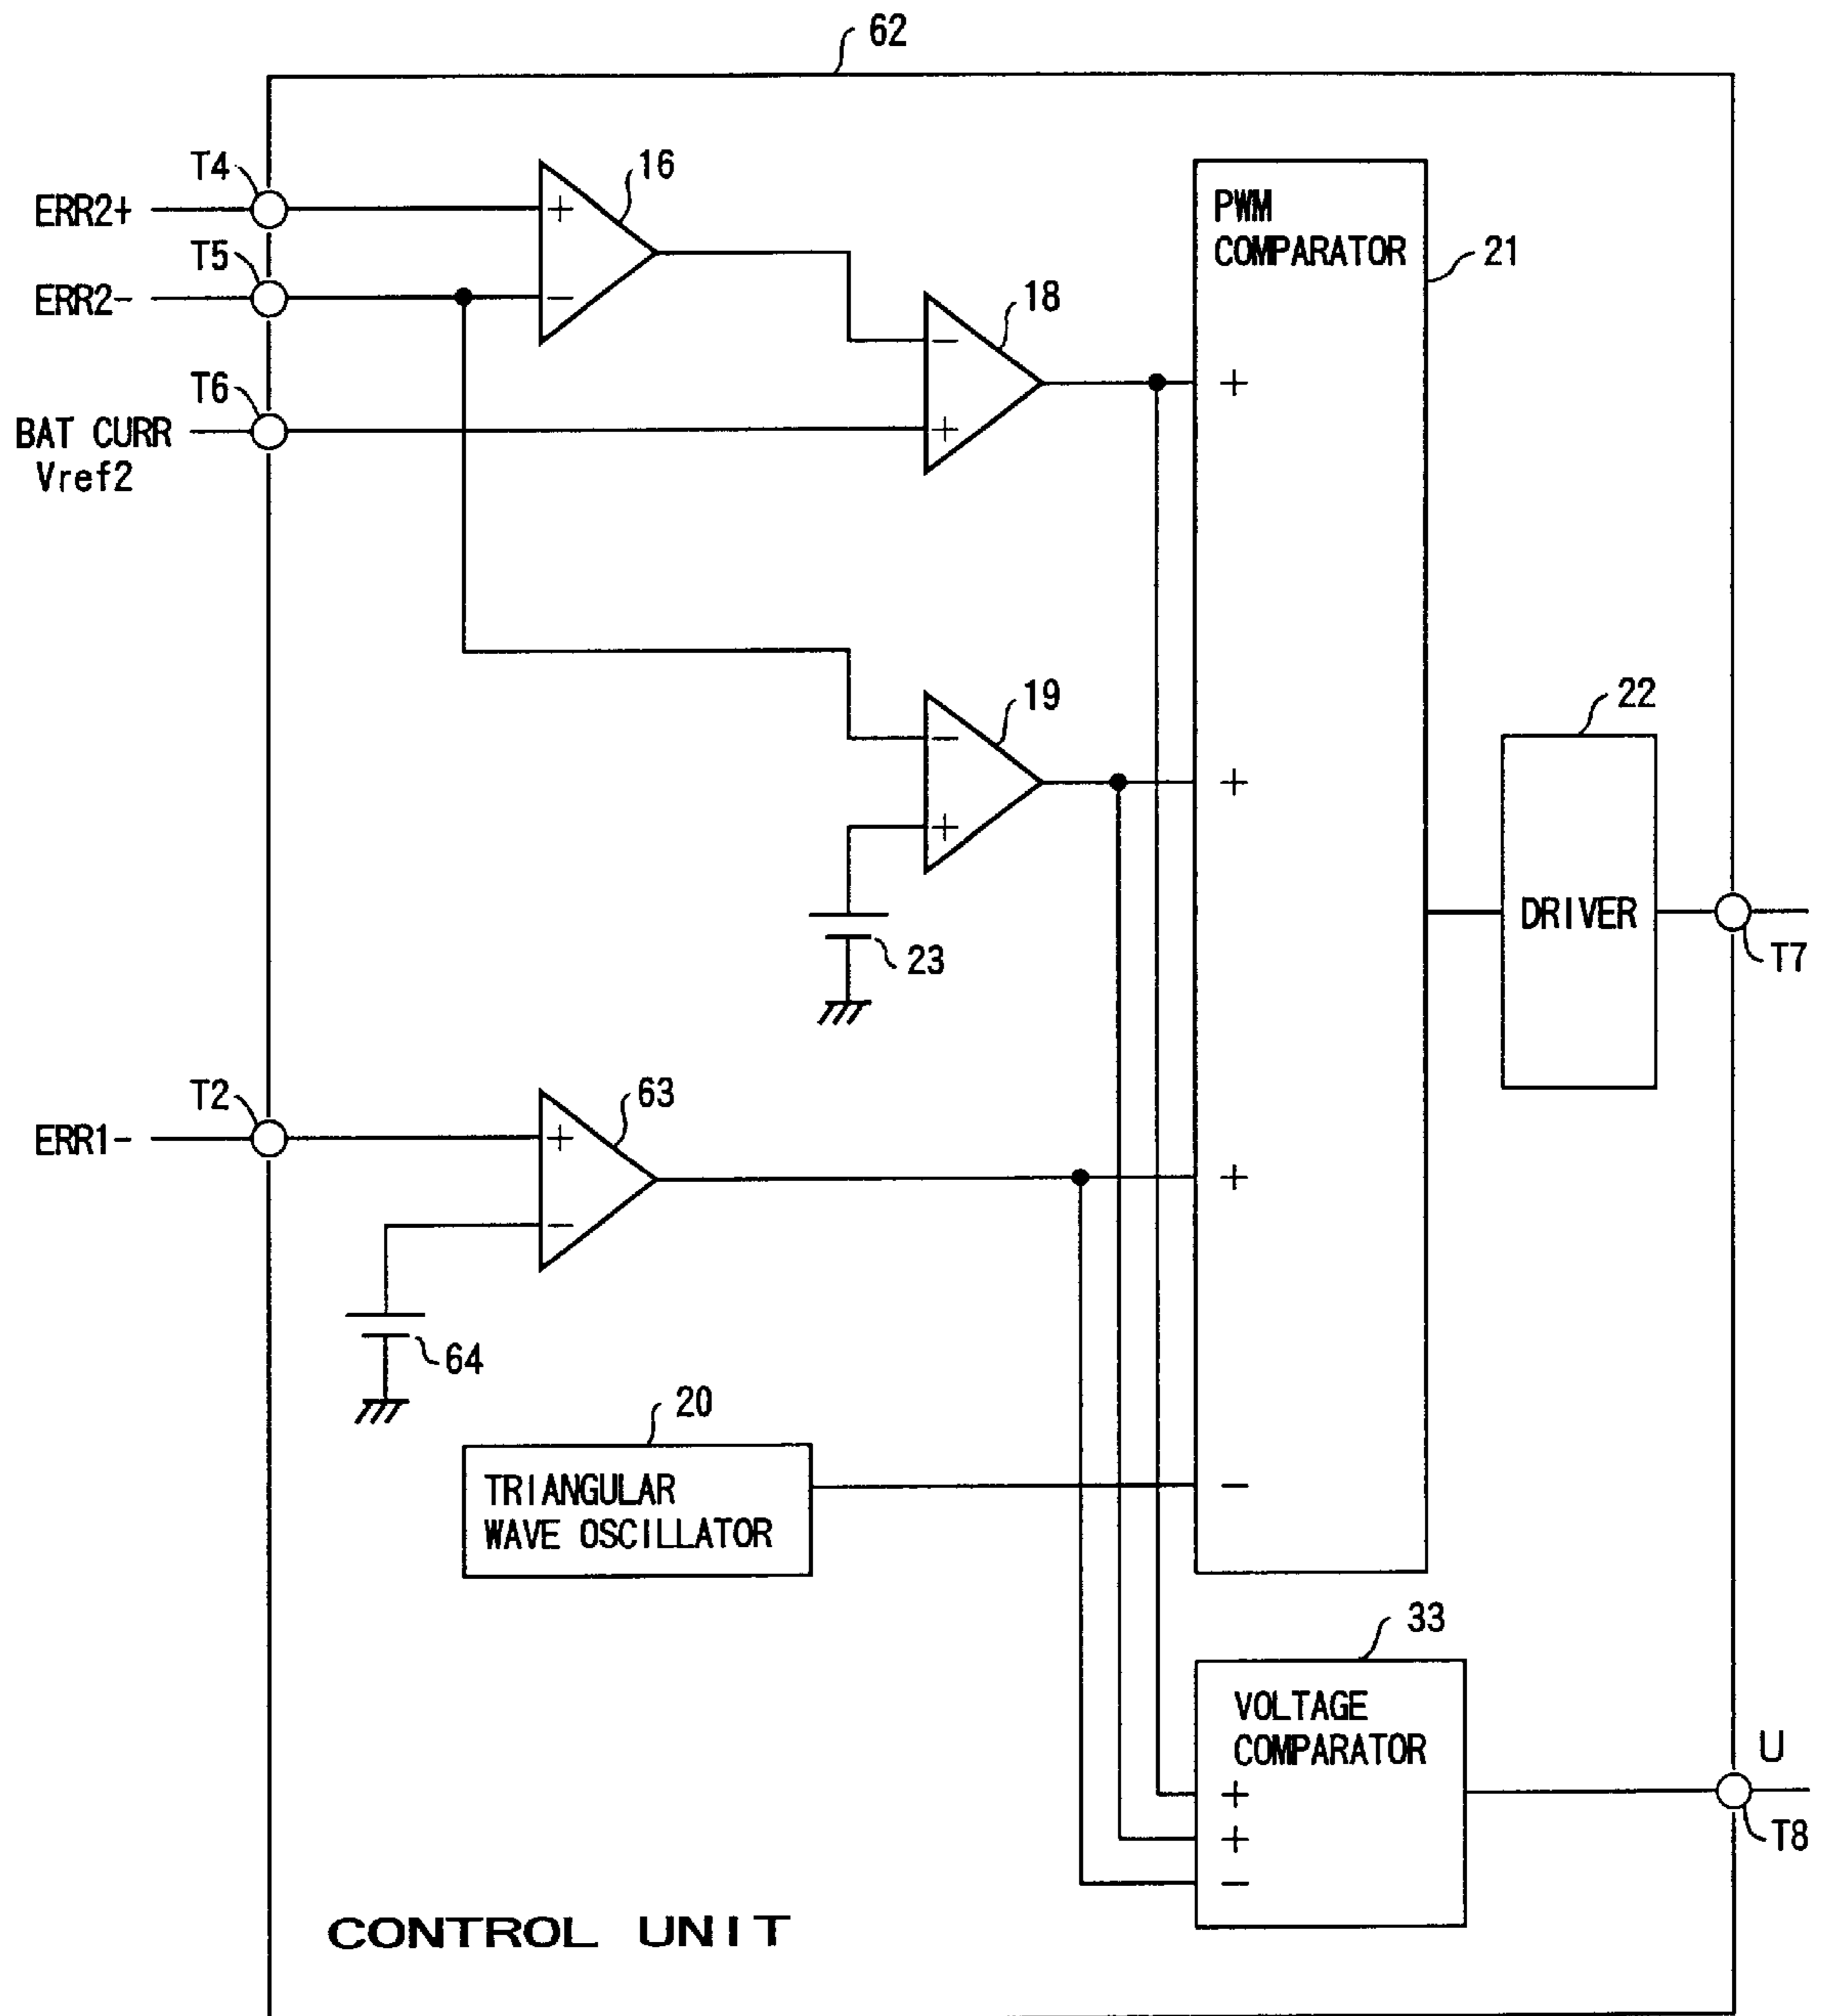 62
T4
ERR2+
16
+
−
T5
ERR2-
T6
BAT CURR
Vref2
18
−
+
PWM
COMPARATOR
21
+
+
+
−
19
−
+
23
22
DRIVER
T7
T2
ERR1-
63
+
−
64
20
TRIANGULAR
WAVE OSCILLATOR
33
VOLTAGE
COMPARATOR
+
+
−
U
T8
CONTROL UNIT